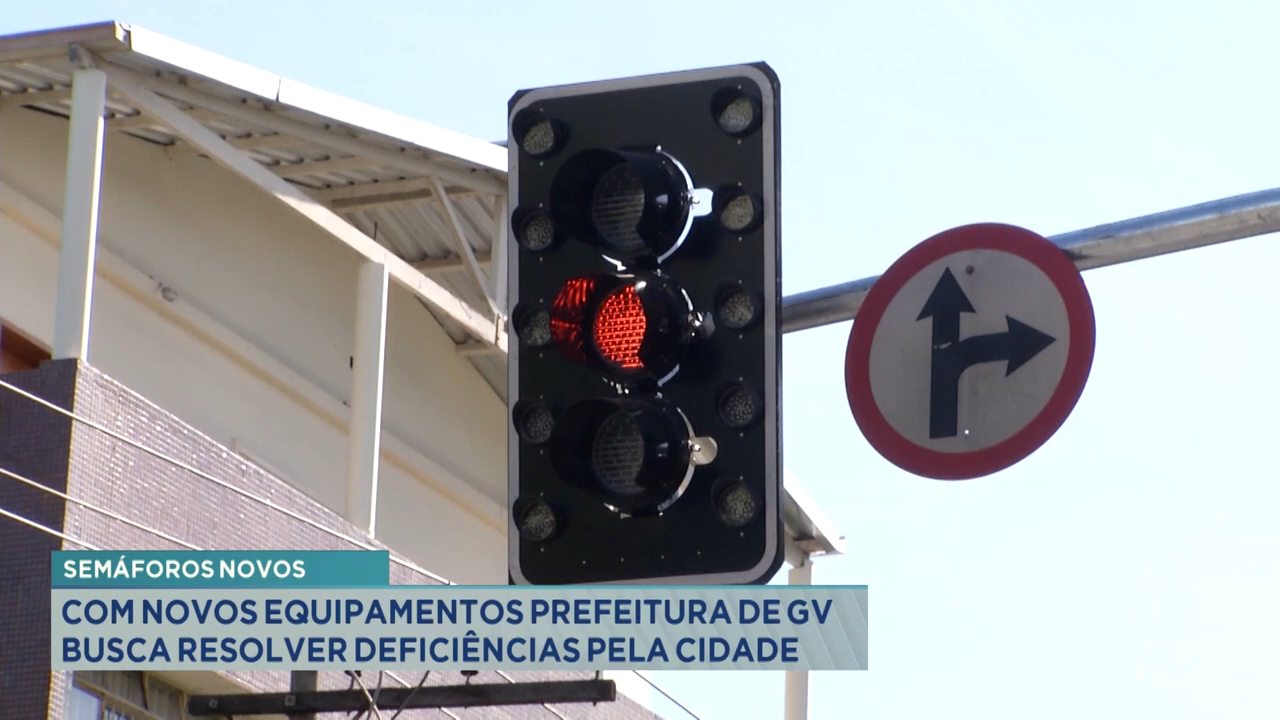 SEMÁFOROS NOVOS
COM NOVOS EQUIPAMENTOS PREFEITURA DE GV
BUSCA RESOLVER DEFICIÊNCIAS PELA CIDADE